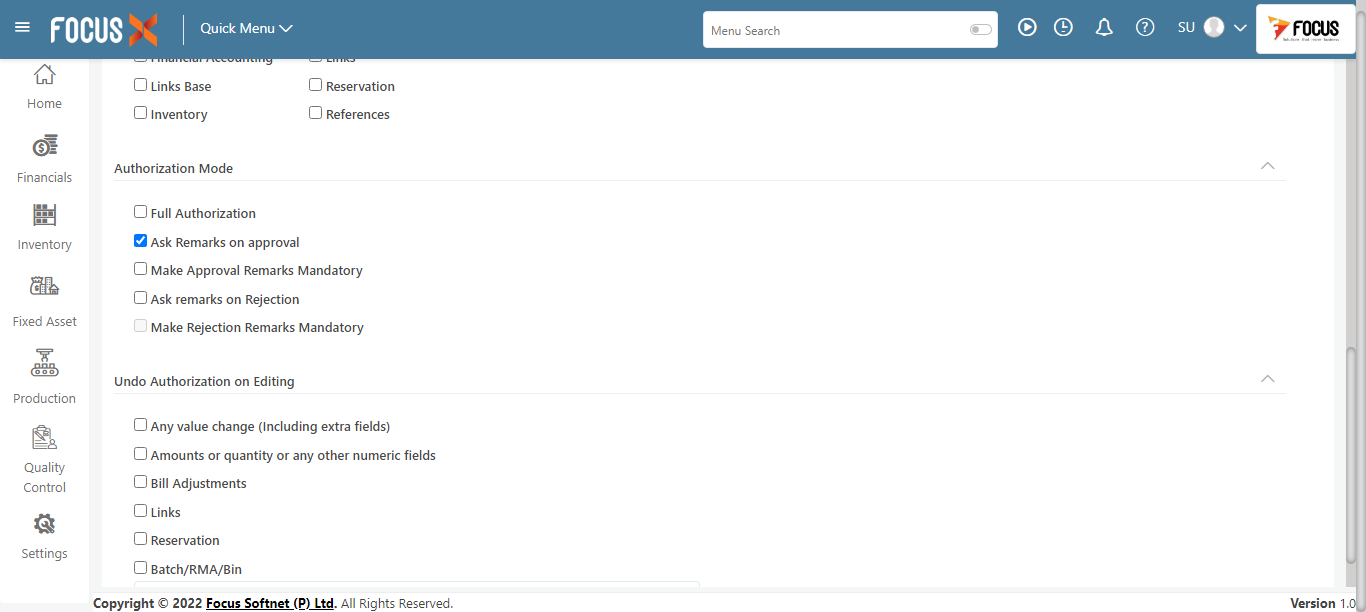 FOCUS X
Quick Menu
Menu Search
SU
FOCUS
Home
Financials
Inventory
Fixed Asset
Production
Quality
Control
Settings
Financial Accounting
Links
Links Base
Reservation
Inventory
References
Authorization Mode
Full Authorization
Ask Remarks on approval
Make Approval Remarks Mandatory
Ask remarks on Rejection
Make Rejection Remarks Mandatory
Undo Authorization on Editing
Any value change (Including extra fields)
Amounts or quantity or any other numeric fields
Bill Adjustments
Links
Reservation
Batch/RMA/Bin
Copyright © 2022 Focus Softnet (P) Ltd. All Rights Reserved.
Version 1.0